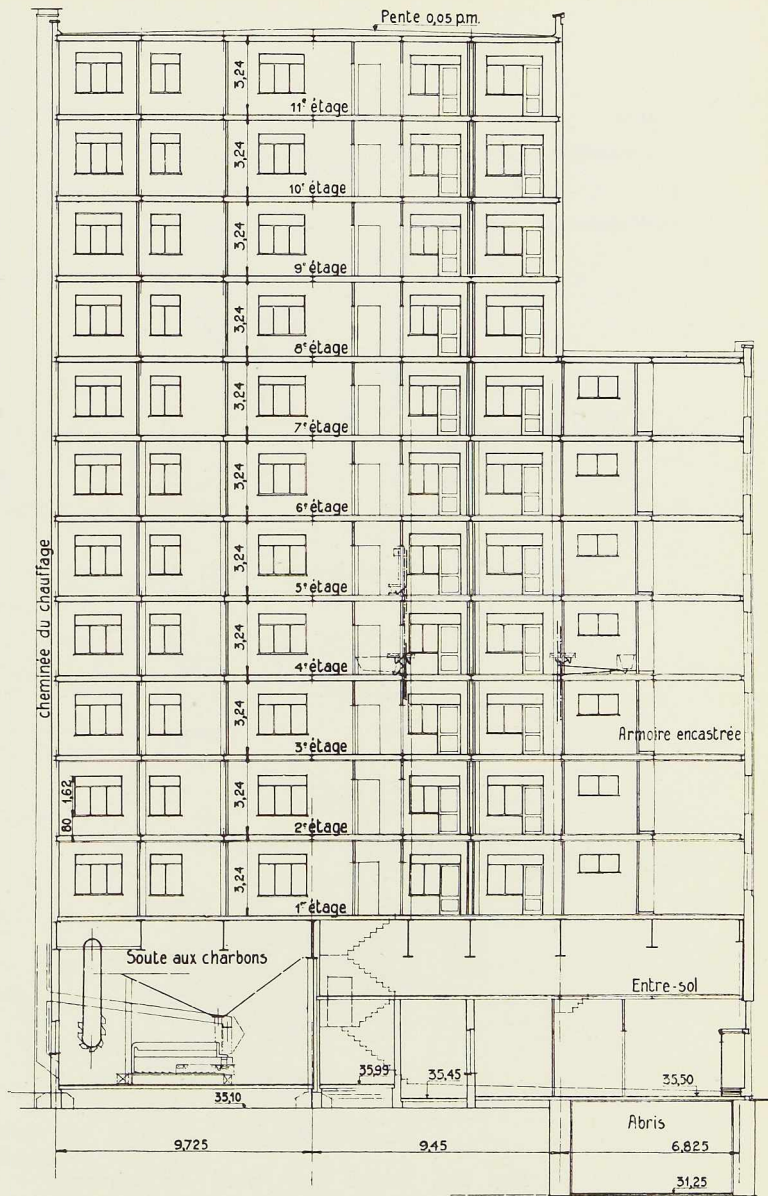 Pente 0,05 p.m.
3,24
11e étage
3,24
10e étage
3,24
9e étage
3,24
8e étage
3,24
7e étage
3,24
6e étage
3,24
5e étage
3,24
4e étage
3,24
3e étage
Armoire encastrée
cheminée du chauffage
1,62
80
3,24
2e étage
3,24
1er étage
Soute aux charbons
Entre-sol
35,99
35,45
35,50
35,10
Abris
9,725
9,45
6,825
31,25